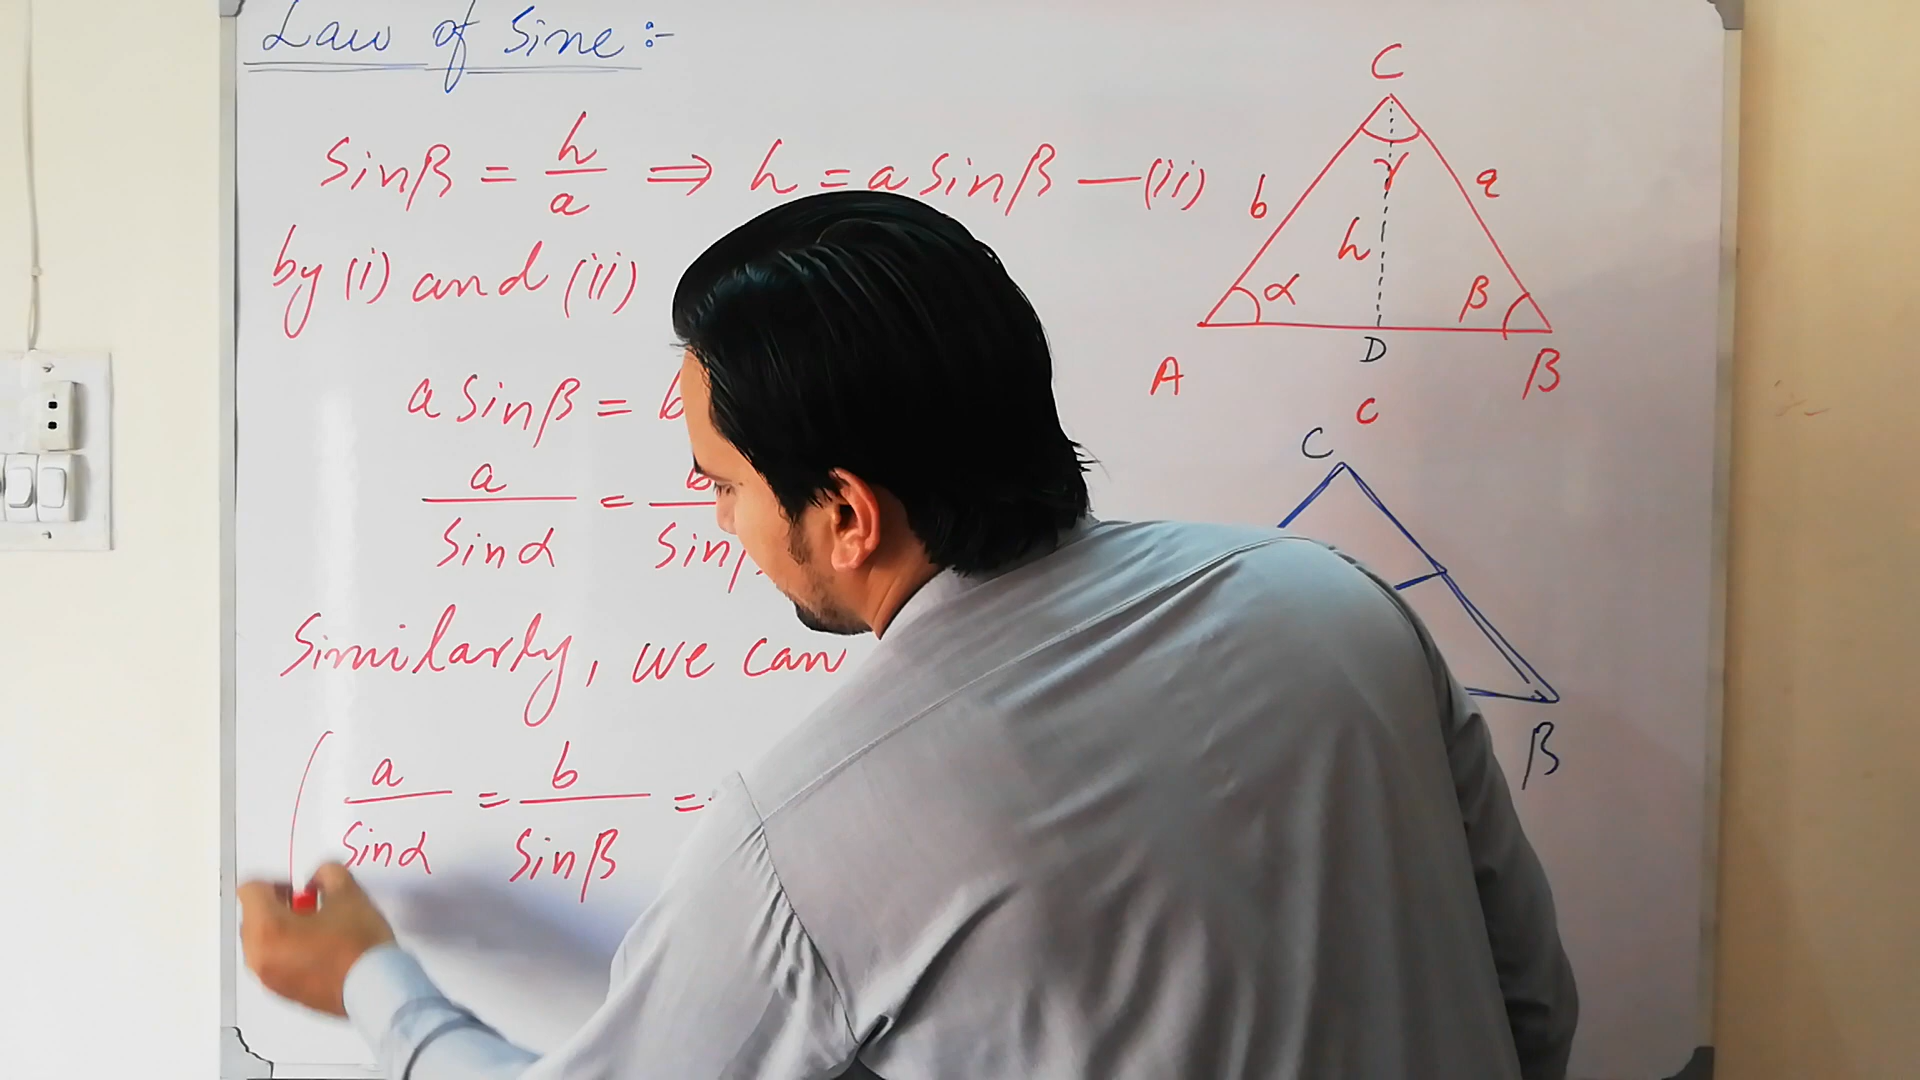 Law of Sine :-
Sinβ = h/a ⇒ h = a Sinβ — (ii)
by (i) and (ii)
a Sinβ = b
a/Sinα = b/Sinβ
Similarly, we can
a/Sinα = b/Sinβ =
C
γ
b
a
h
α
β
D
A
B
c
C
B